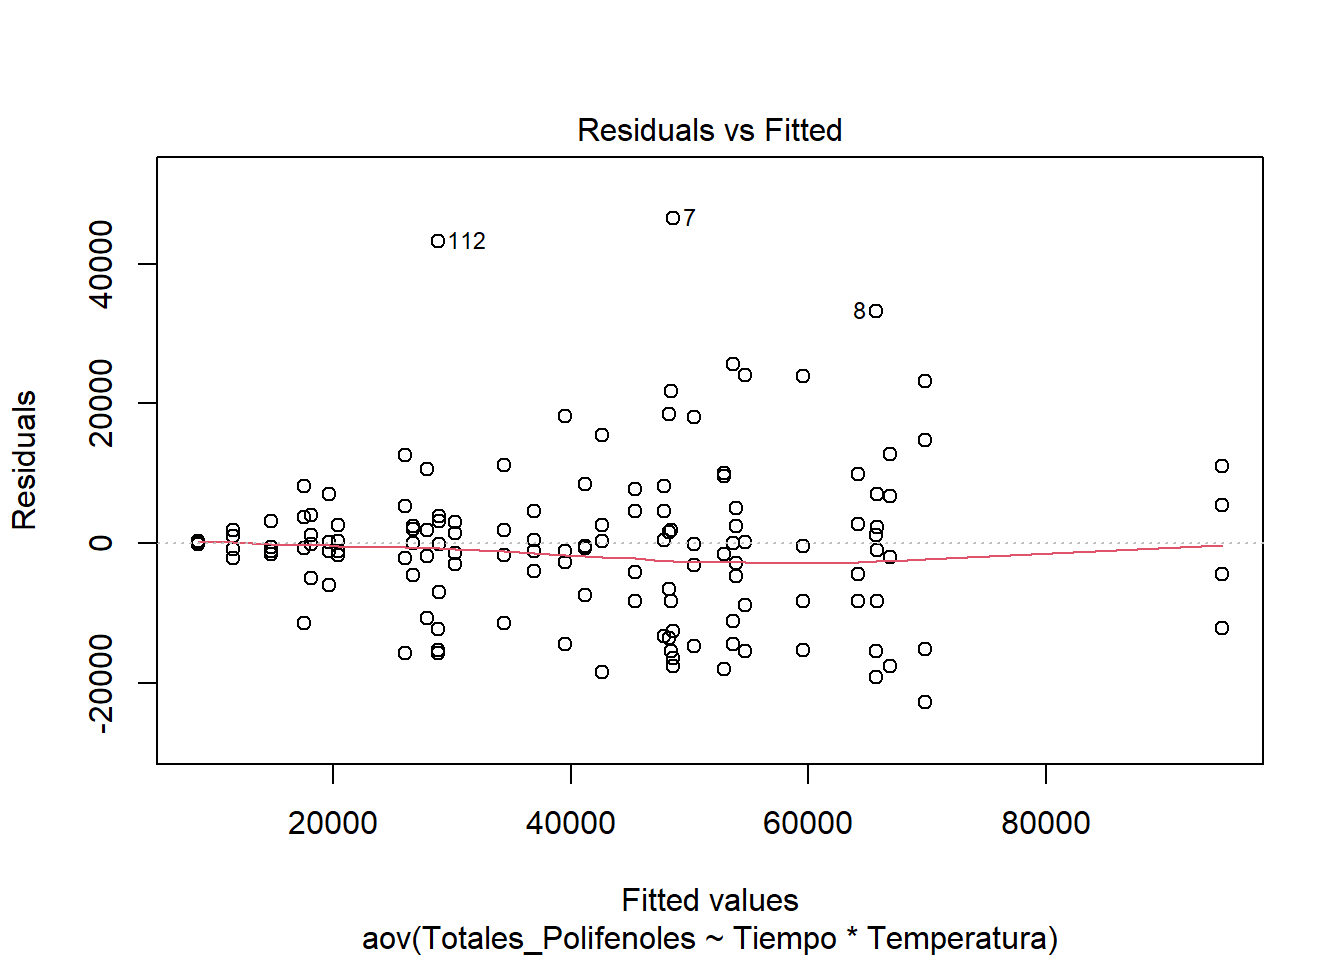 Residuals vs Fitted
112
7
8
Residuals
40000
20000
0
-20000
20000 40000 60000 80000
Fitted values
aov(Totales_Polifenoles ~ Tiempo * Temperatura)